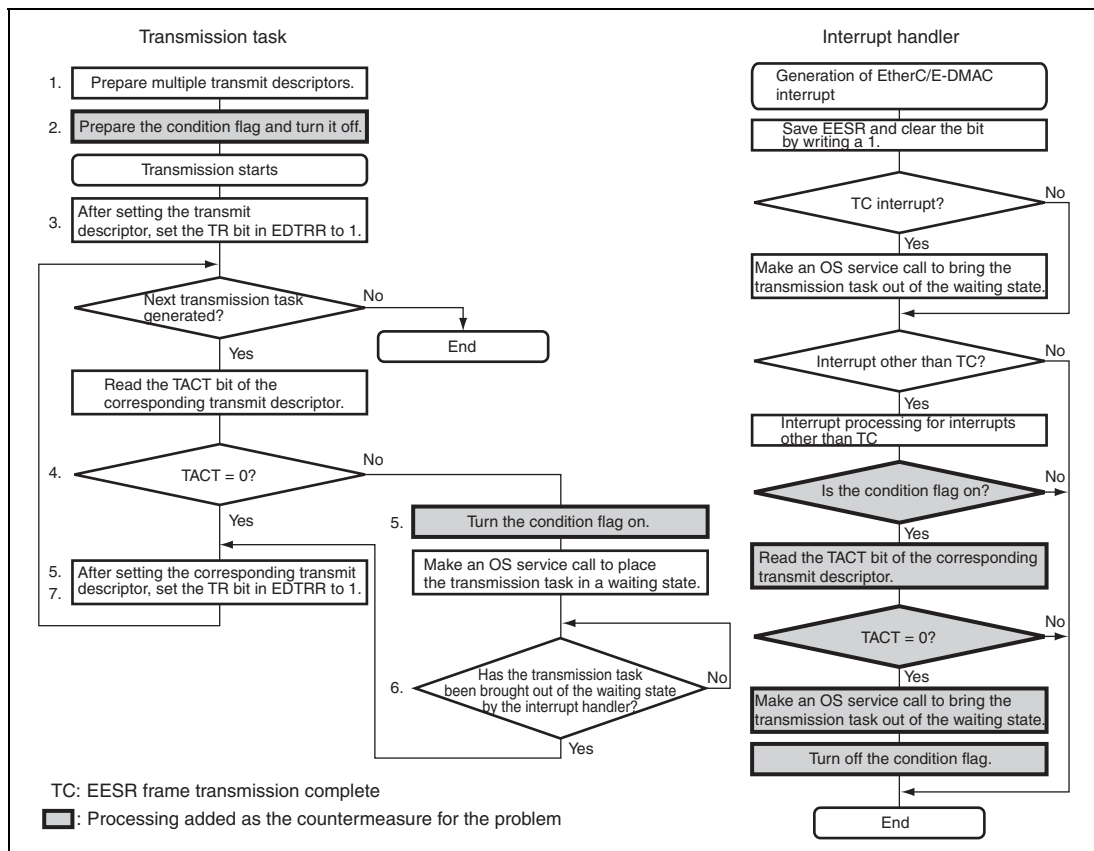 Transmission task
1.
Prepare multiple transmit descriptors.
2.
Prepare the condition flag and turn it off.
Transmission starts
3.
After setting the transmit
descriptor, set the TR bit in EDTRR to 1.
Next transmission task
generated?
No
End
Yes
Read the TACT bit of the
corresponding transmit descriptor.
4.
TACT = 0?
No
Yes
5.
Turn the condition flag on.
Make an OS service call to place
the transmission task in a waiting state.
5.
7.
After setting the corresponding transmit
descriptor, set the TR bit in EDTRR to 1.
6.
Has the transmission task
been brought out of the waiting state
by the interrupt handler?
No
Yes
Interrupt handler
Generation of EtherC/E-DMAC
interrupt
Save EESR and clear the bit
by writing a 1.
TC interrupt?
No
Yes
Make an OS service call to bring the
transmission task out of the waiting state.
Interrupt other than TC?
No
Yes
Interrupt processing for interrupts
other than TC
Is the condition flag on?
No
Yes
Read the TACT bit of the corresponding
transmit descriptor.
TACT = 0?
No
Yes
Make an OS service call to bring the
transmission task out of the waiting state.
Turn off the condition flag.
End
TC: EESR frame transmission complete
: Processing added as the countermeasure for the problem